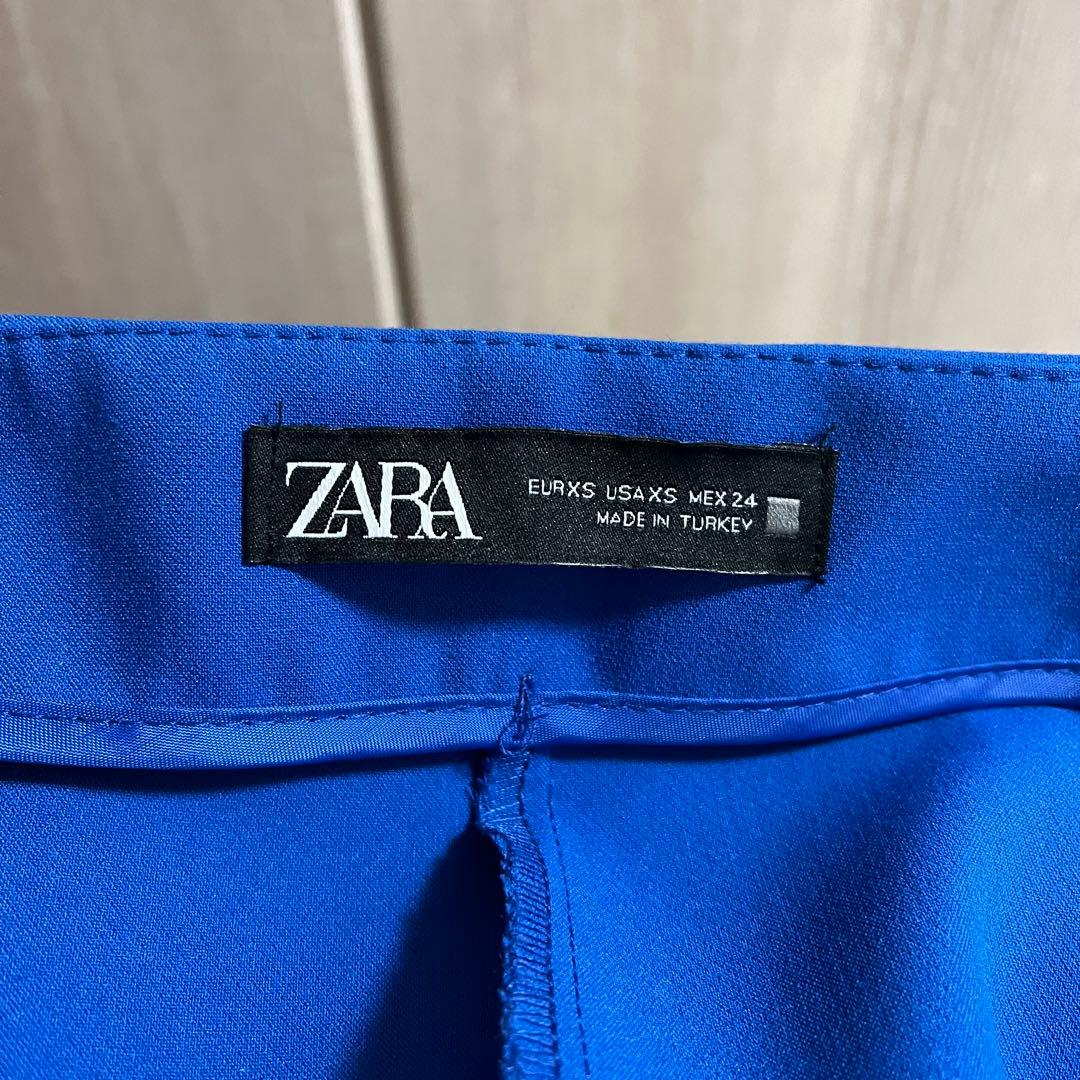 ZARA
EUR XS USA XS MEX 24
MADE IN TURKEY